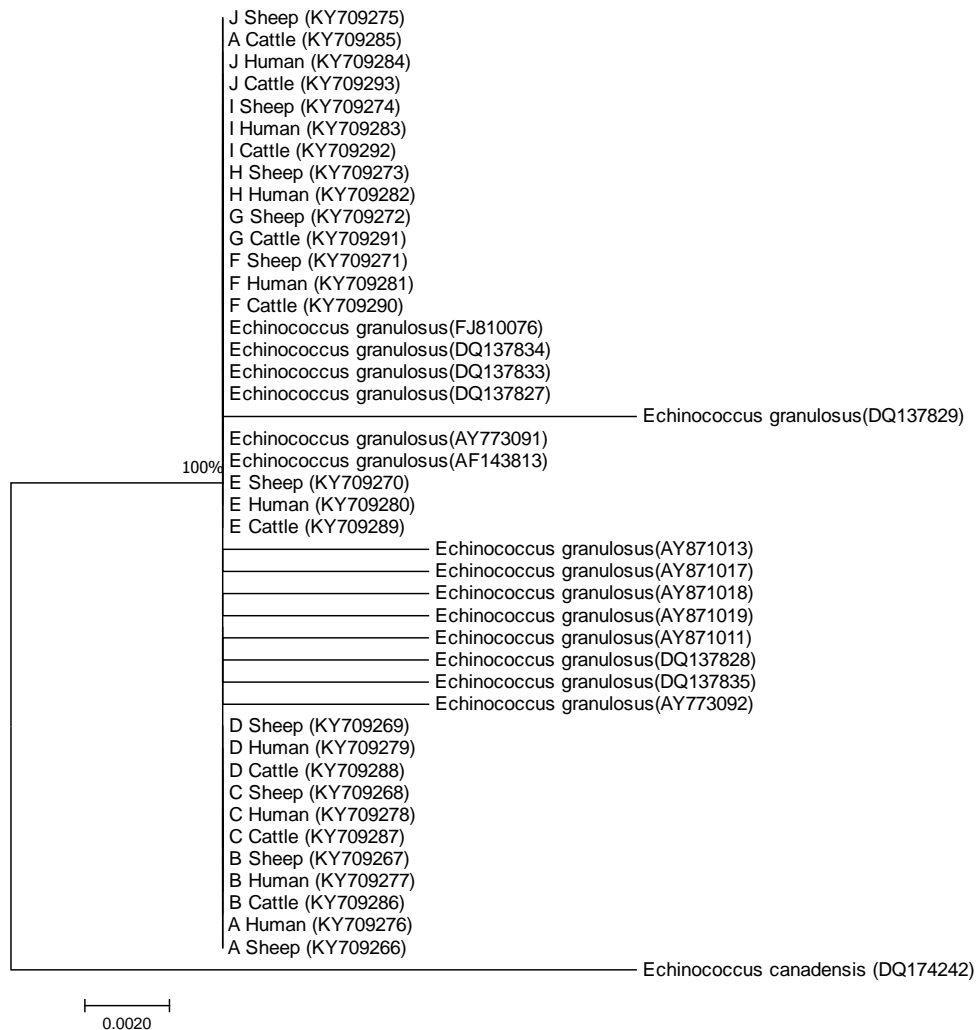 J Sheep (KY709275)
A Cattle (KY709285)
J Human (KY709284)
J Cattle (KY709293)
I Sheep (KY709274)
I Human (KY709283)
I Cattle (KY709292)
H Sheep (KY709273)
H Human (KY709282)
G Sheep (KY709272)
G Cattle (KY709291)
F Sheep (KY709271)
F Human (KY709281)
F Cattle (KY709290)
Echinococcus granulosus(FJ810076)
Echinococcus granulosus(DQ137834)
Echinococcus granulosus(DQ137833)
Echinococcus granulosus(DQ137827)
Echinococcus granulosus(DQ137829)
Echinococcus granulosus(AY773091)
Echinococcus granulosus(AF143813)
100%
E Sheep (KY709270)
E Human (KY709280)
E Cattle (KY709289)
Echinococcus granulosus(AY871013)
Echinococcus granulosus(AY871017)
Echinococcus granulosus(AY871018)
Echinococcus granulosus(AY871019)
Echinococcus granulosus(AY871011)
Echinococcus granulosus(DQ137828)
Echinococcus granulosus(DQ137835)
Echinococcus granulosus(AY773092)
D Sheep (KY709269)
D Human (KY709279)
D Cattle (KY709288)
C Sheep (KY709268)
C Human (KY709278)
C Cattle (KY709287)
B Sheep (KY709267)
B Human (KY709277)
B Cattle (KY709286)
A Human (KY709276)
A Sheep (KY709266)
Echinococcus canadensis (DQ174242)
0.0020